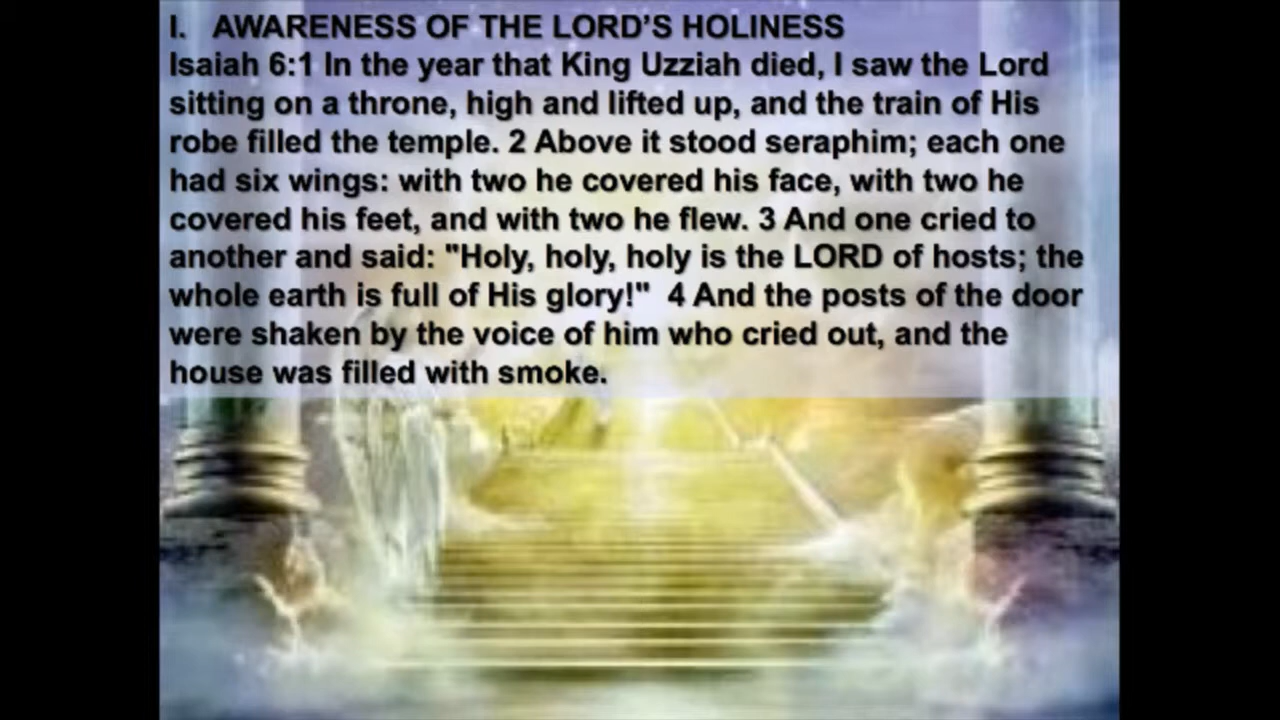 I. AWARENESS OF THE LORD’S HOLINESS
Isaiah 6:1 In the year that King Uzziah died, I saw the Lord
sitting on a throne, high and lifted up, and the train of His
robe filled the temple. 2 Above it stood seraphim; each one
had six wings: with two he covered his face, with two he
covered his feet, and with two he flew. 3 And one cried to
another and said: "Holy, holy, holy is the LORD of hosts; the
whole earth is full of His glory!" 4 And the posts of the door
were shaken by the voice of him who cried out, and the
house was filled with smoke.